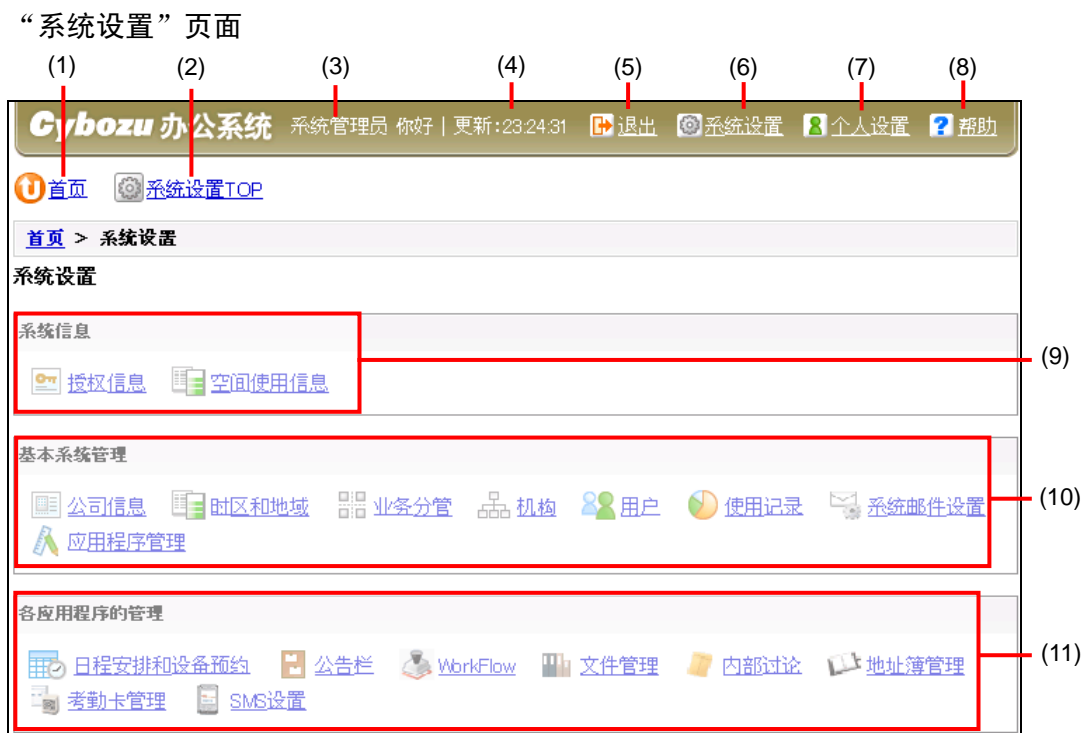 “系统设置”页面
(1) (2) (3) (4) (5) (6) (7) (8)
Cybozu 办公系统 系统管理员 你好 | 更新:23:24:31 退出 系统设置 个人设置 ? 帮助
首页 系统设置TOP
首页 > 系统设置
系统设置
系统信息
(9)
授权信息 空间使用信息
基本系统管理
公司信息 时区和地域 业务分管 机构 用户 使用记录 系统邮件设置 (10)
应用程序管理
各应用程序的管理
日程安排和设备预约 公告栏 WorkFlow 文件管理 内部讨论 地址簿管理 (11)
考勤卡管理 SMS设置